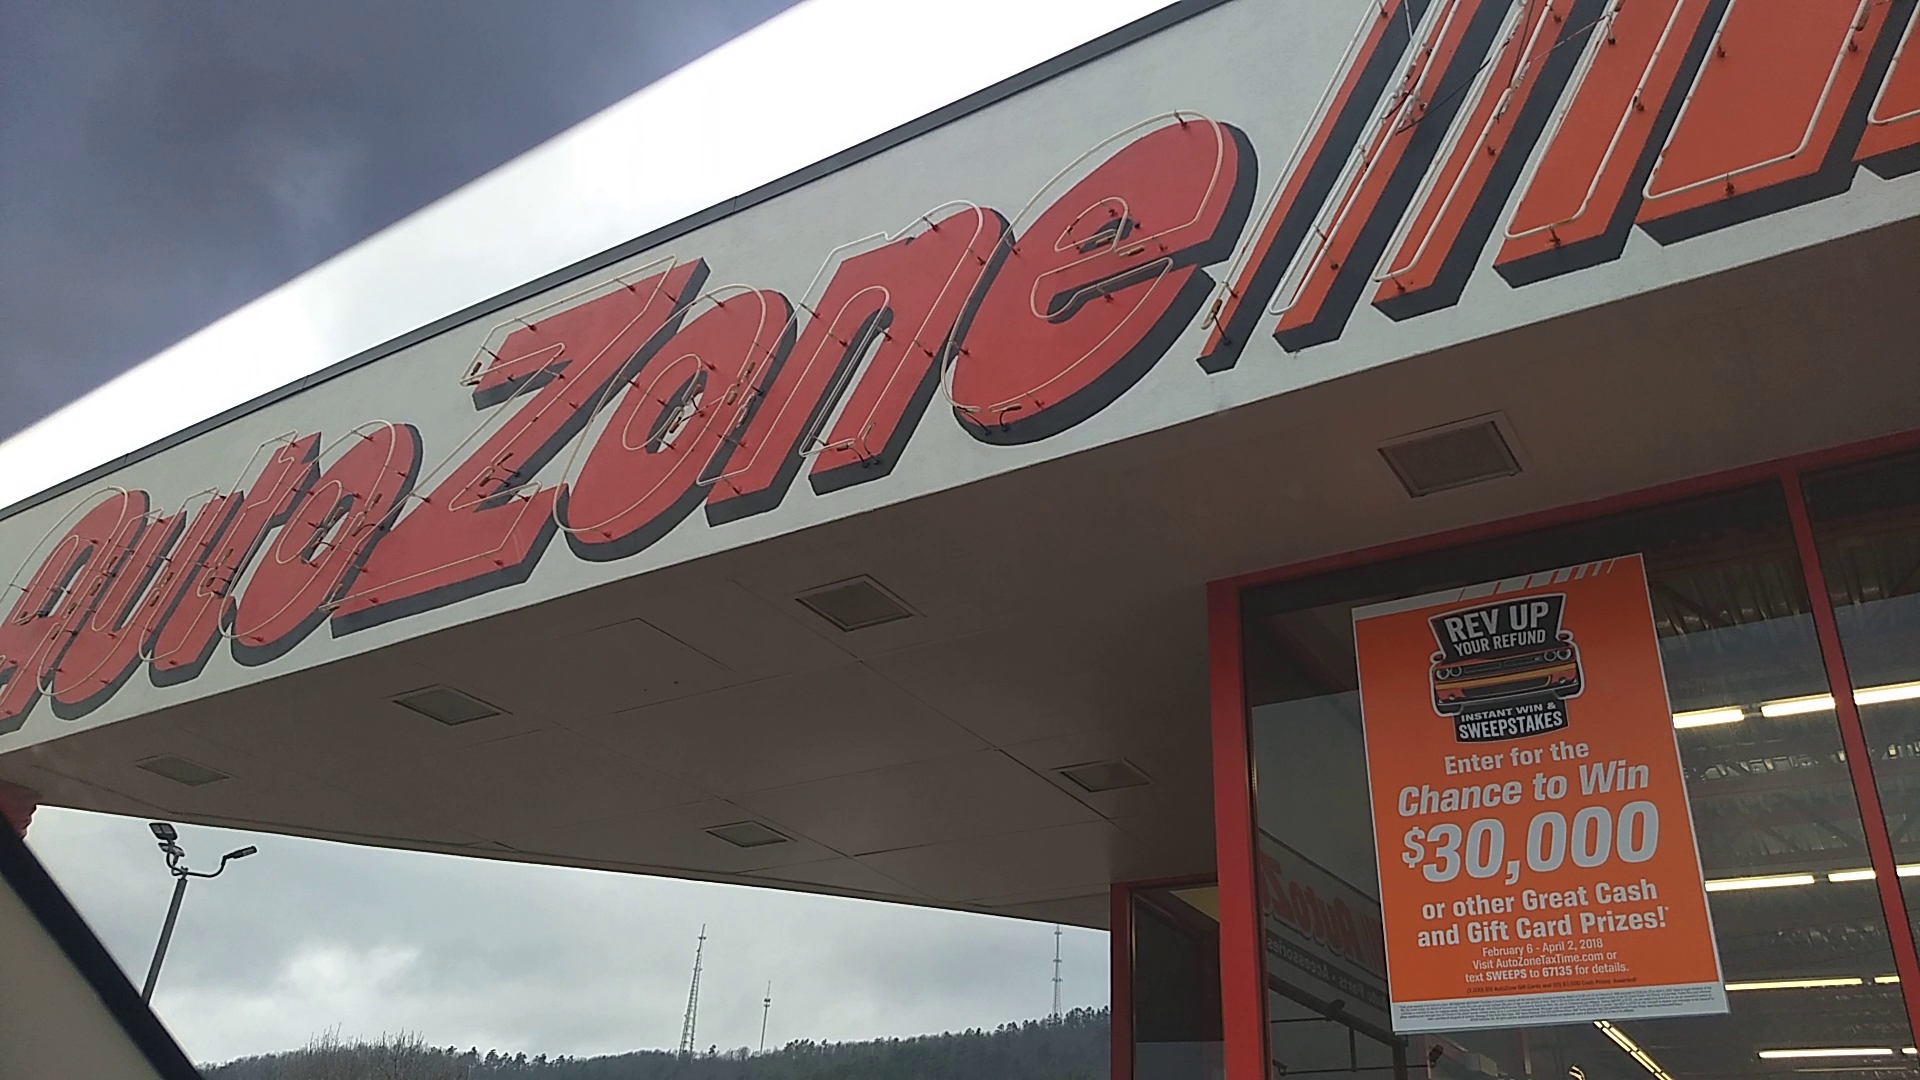 AutoZone
REV UP
YOUR REFUND
INSTANT WIN &
SWEEPSTAKES
Enter for the
Chance to Win
$30,000
or other Great Cash
and Gift Card Prizes!*
February 6 - April 2, 2018
Visit AutoZoneTaxTime.com or
text SWEEPS to 67135 for details.